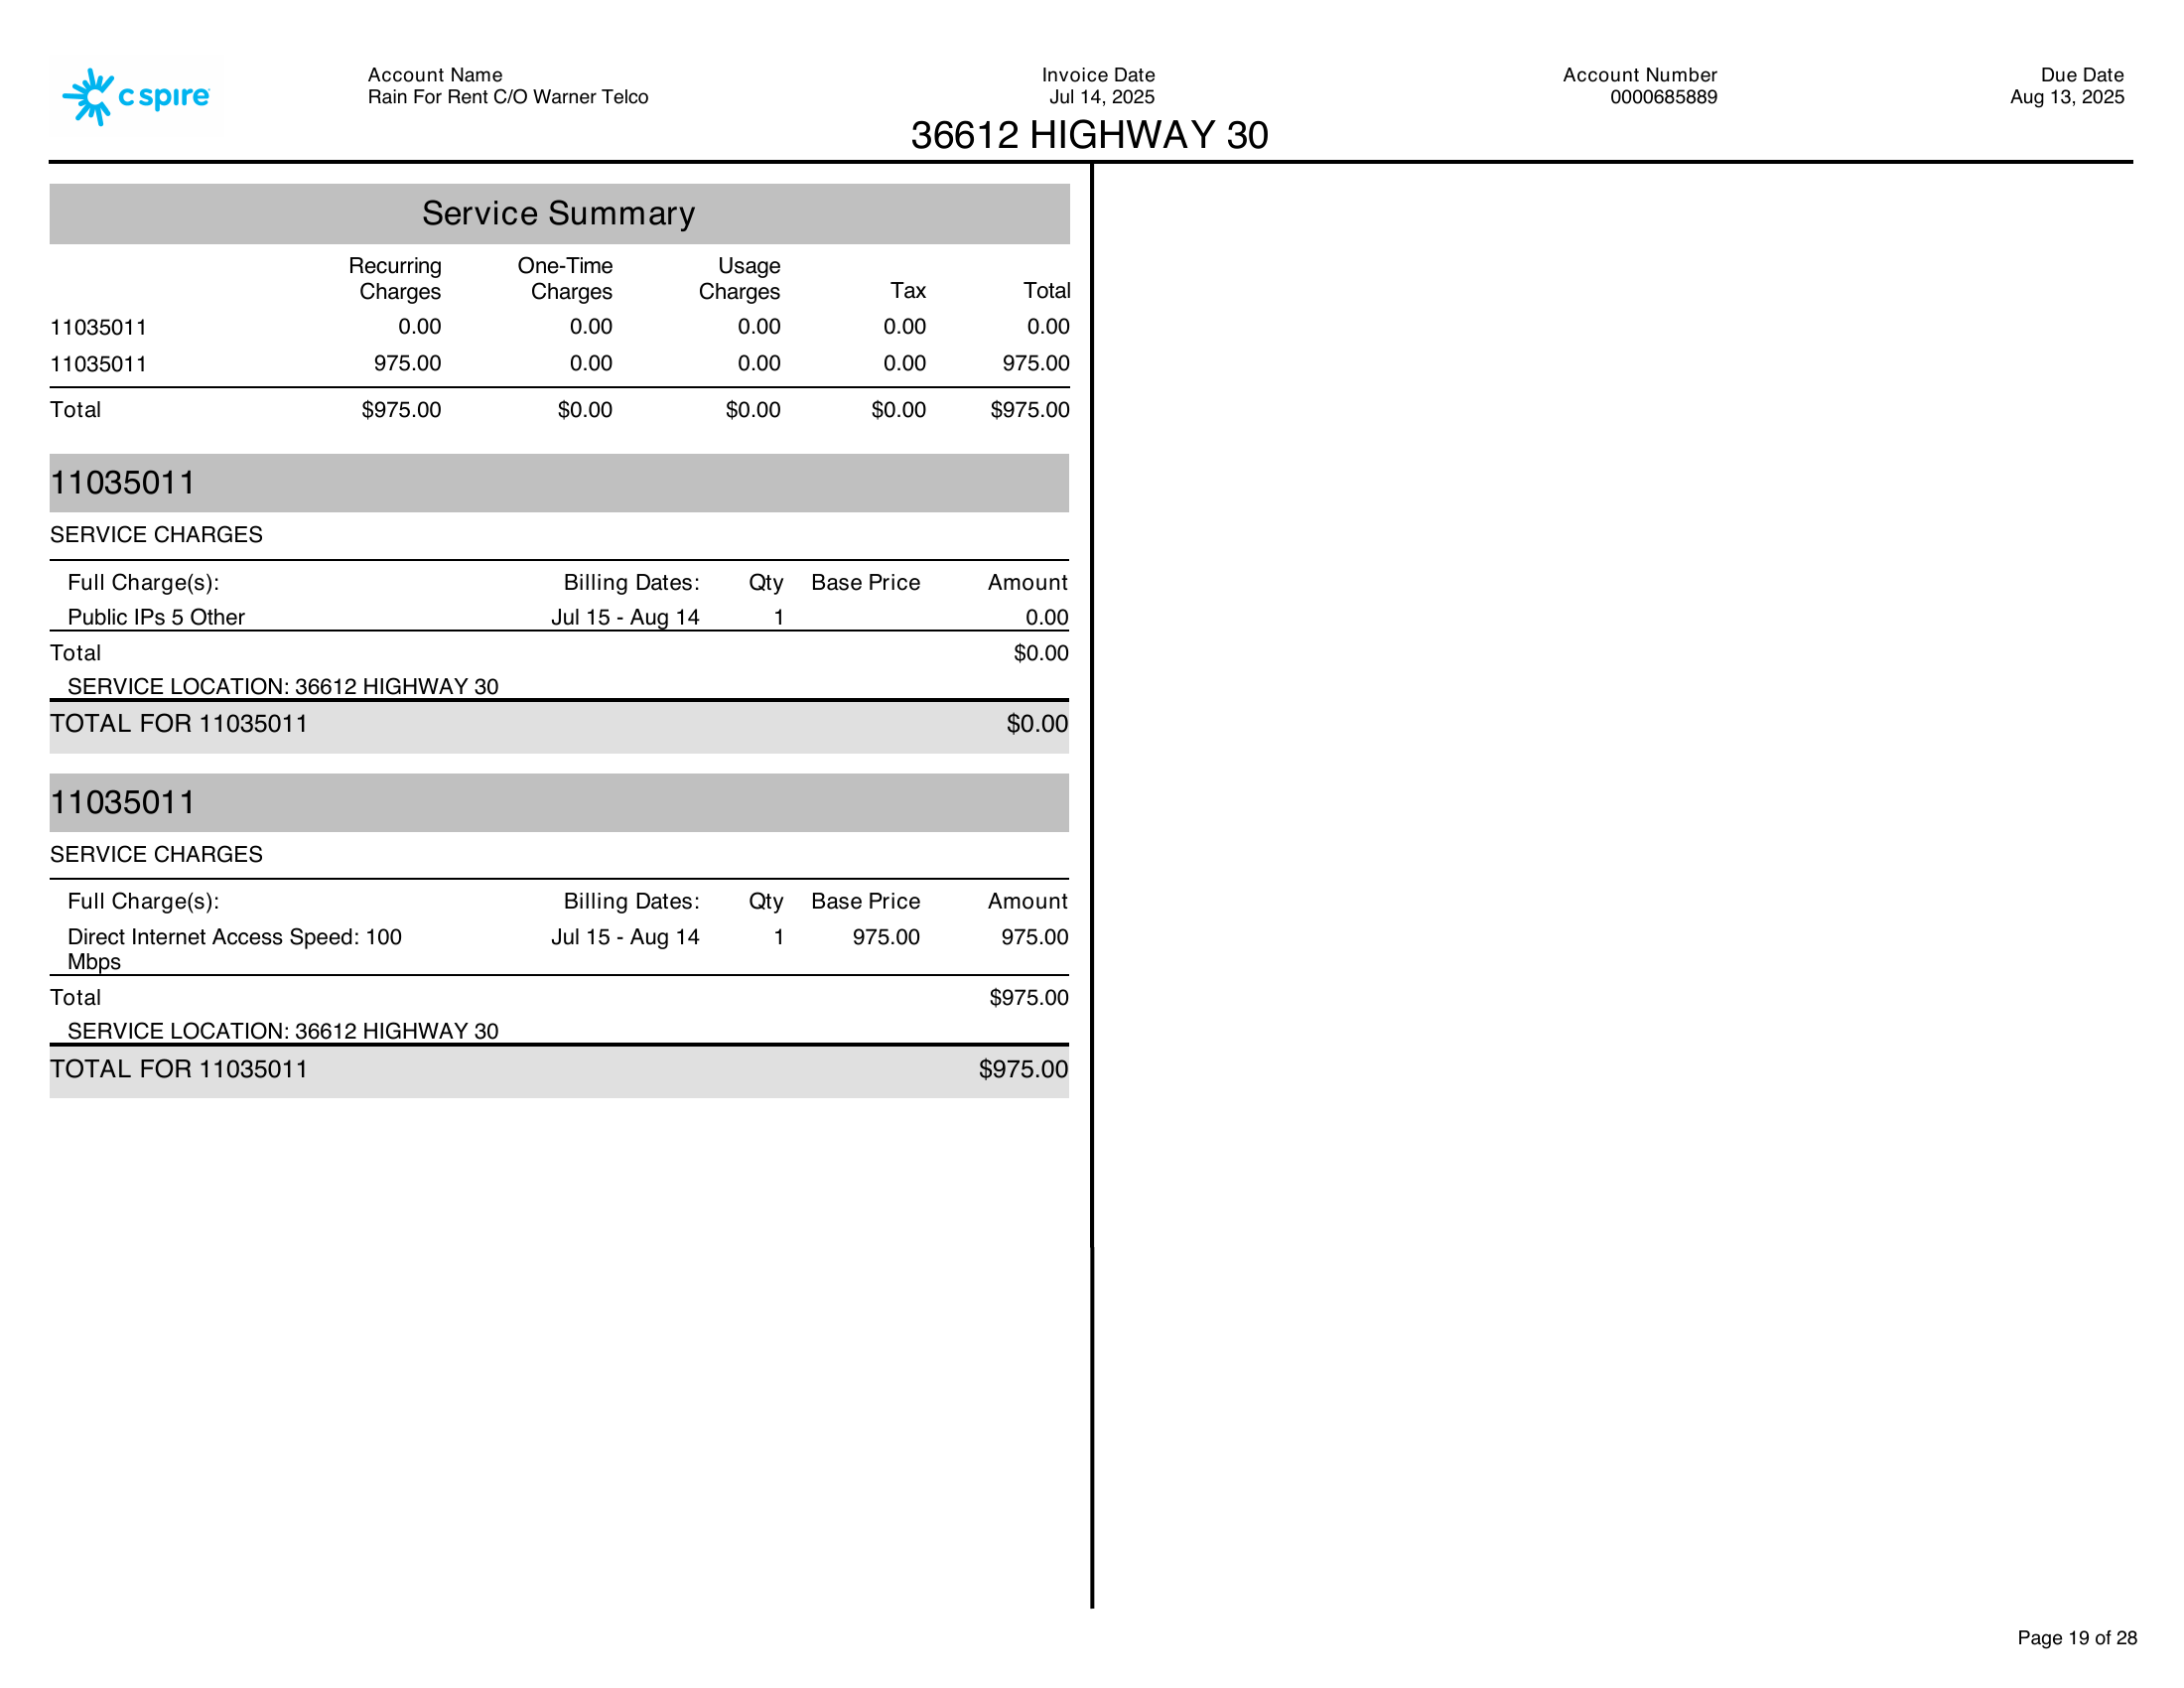 c spire
Account Name
Rain For Rent C/O Warner Telco
Invoice Date
Jul 14, 2025
Account Number
0000685889
Due Date
Aug 13, 2025
36612 HIGHWAY 30
Service Summary
Recurring Charges One-Time Charges Usage Charges Tax Total
11035011 0.00 0.00 0.00 0.00 0.00
11035011 975.00 0.00 0.00 0.00 975.00
Total $975.00 $0.00 $0.00 $0.00 $975.00
11035011
SERVICE CHARGES
Full Charge(s): Billing Dates: Qty Base Price Amount
Public IPs 5 Other Jul 15 - Aug 14 1 0.00
Total $0.00
SERVICE LOCATION: 36612 HIGHWAY 30
TOTAL FOR 11035011 $0.00
11035011
SERVICE CHARGES
Full Charge(s): Billing Dates: Qty Base Price Amount
Direct Internet Access Speed: 100 Jul 15 - Aug 14 1 975.00 975.00
Mbps
Total $975.00
SERVICE LOCATION: 36612 HIGHWAY 30
TOTAL FOR 11035011 $975.00
Page 19 of 28